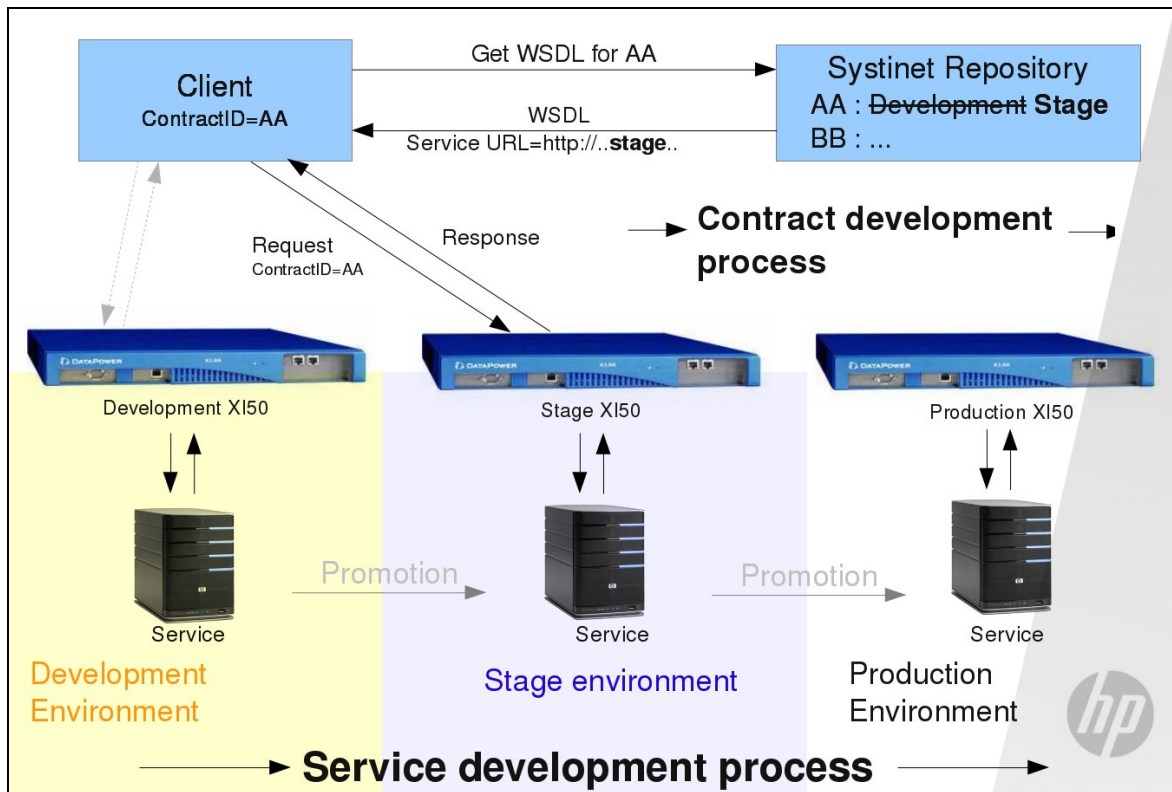 Client
ContractID=AA
Get WSDL for AA
WSDL
Service URL=http://..stage..
Systinet Repository
AA : Development Stage
BB : ...
Request
ContractID=AA
Response
Contract development
process
DATAPOWER
DATAPOWER
DATAPOWER
Development XI50
Stage XI50
Production XI50
Promotion
Promotion
Service
Service
Service
Development
Environment
Stage environment
Production
Environment
hp
Service development process